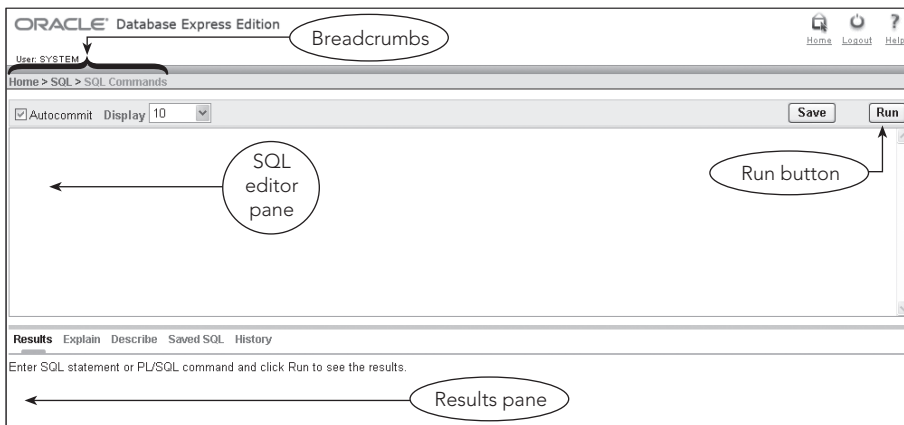 ORACLE® Database Express Edition
Breadcrumbs
Home Logout Help
User: SYSTEM
Home > SQL > SQL Commands
Autocommit Display 10
Save Run
SQL
editor
pane
Run button
Results Explain Describe Saved SQL History
Enter SQL statement or PL/SQL command and click Run to see the results.
Results pane